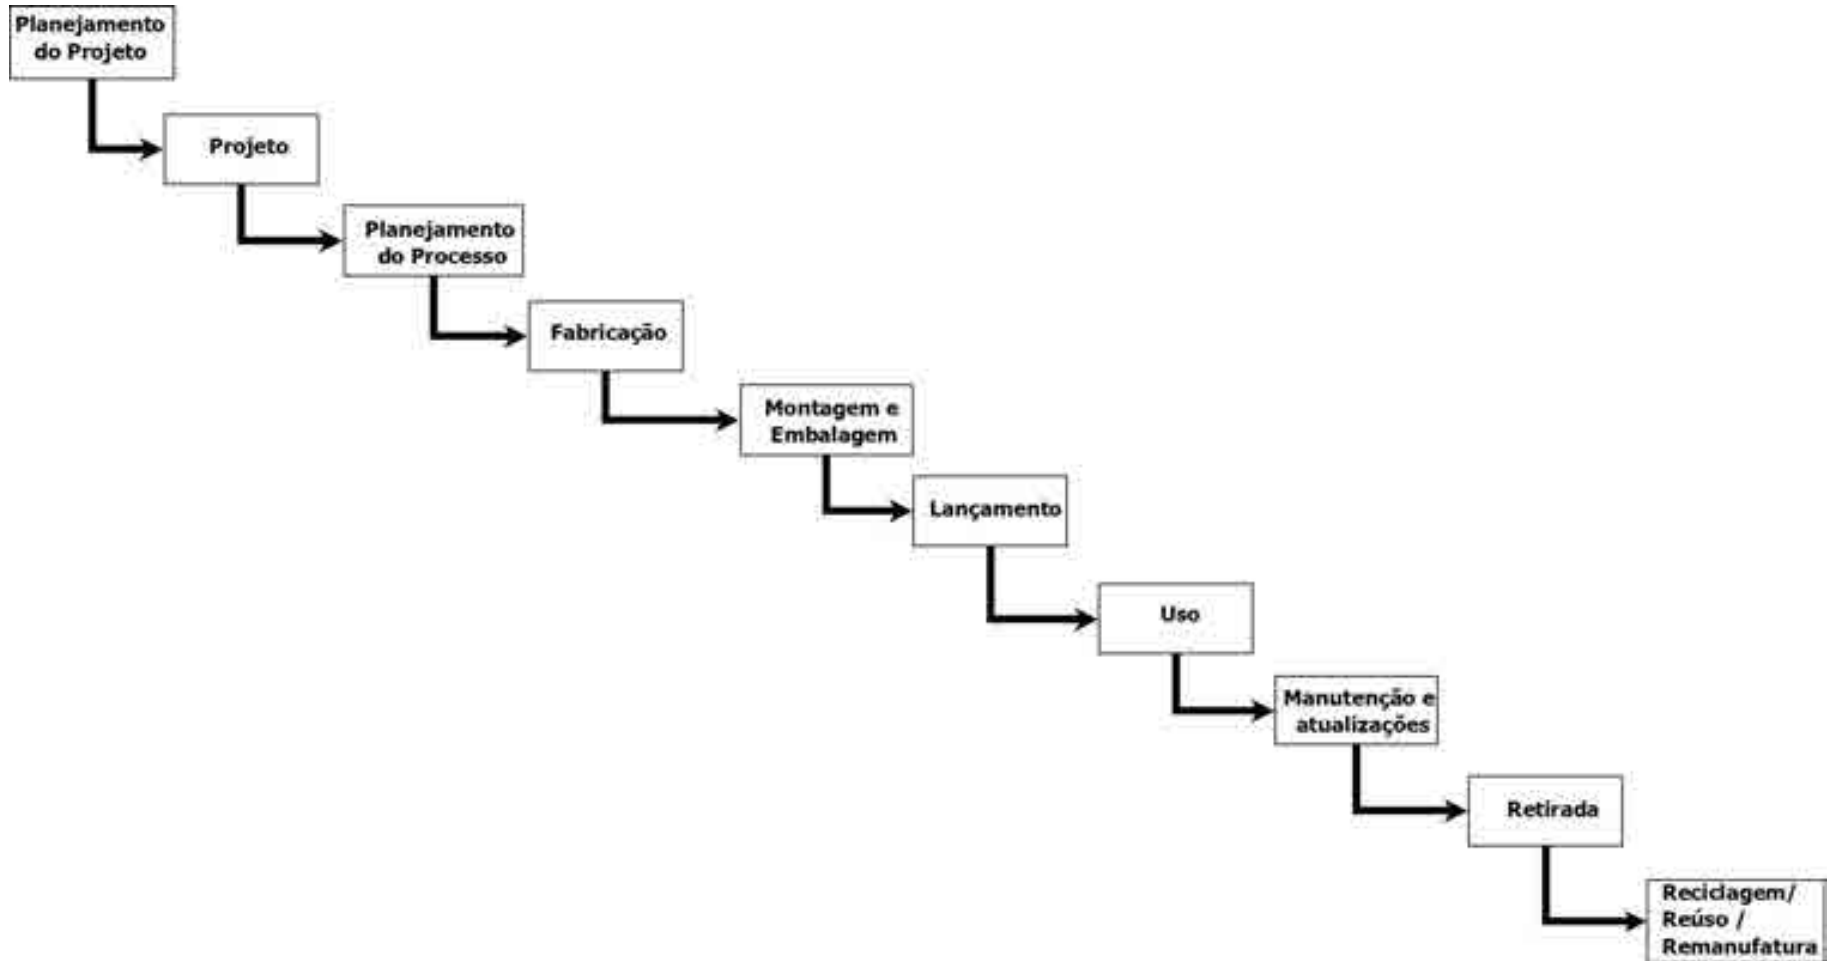 Planejamento
do Projeto
Projeto
Planejamento
do Processo
Fabricação
Montagem e
Embalagem
Lançamento
Uso
Manutenção e
atualizações
Retirada
Reciclagem/
Reúso /
Remanufatura